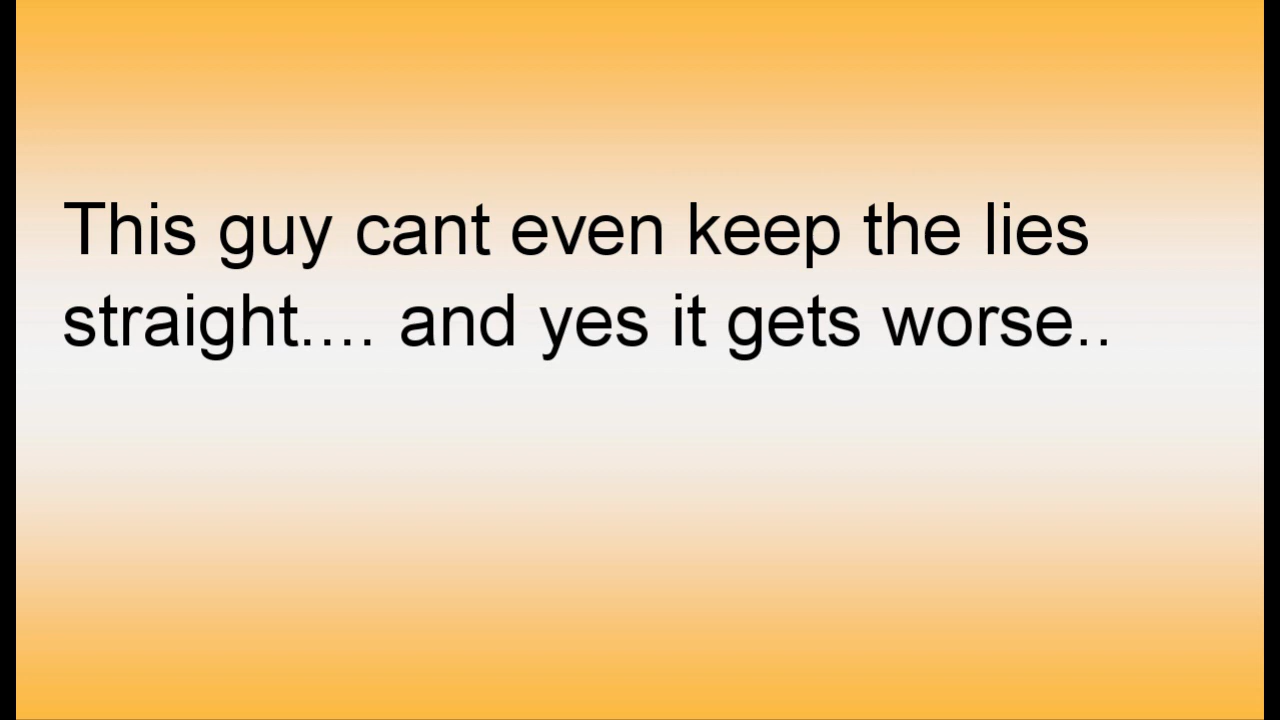 This guy cant even keep the lies
straight.... and yes it gets worse..